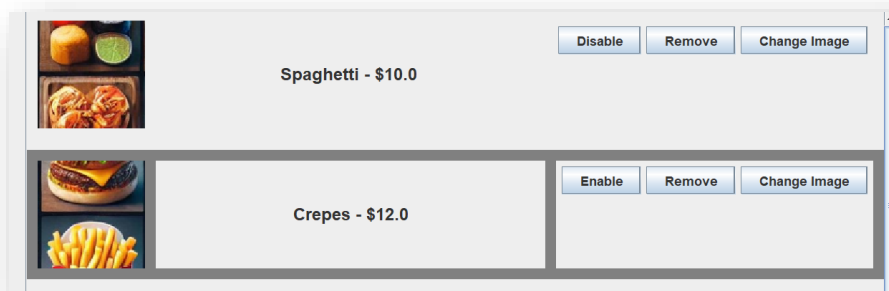 Spaghetti - $10.0
Disable Remove Change Image
Crepes - $12.0
Enable Remove Change Image